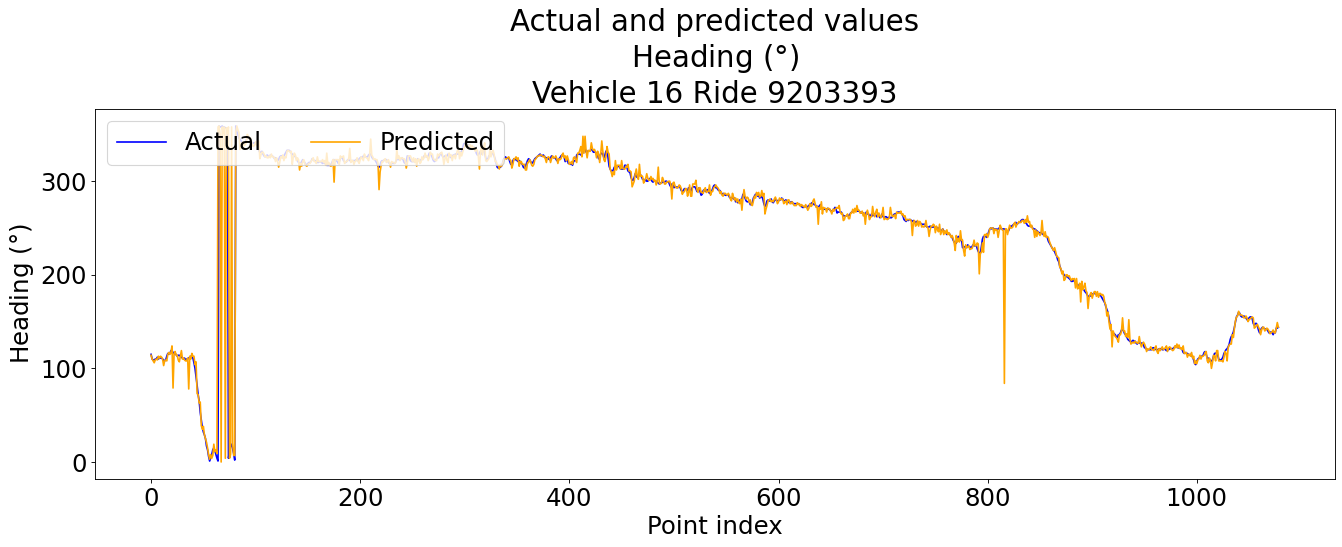 Actual and predicted values
Heading (°)
Vehicle 16 Ride 9203393
Actual
Predicted
Heading (°)
300
200
100
0
0
200
400
600
800
1000
Point index